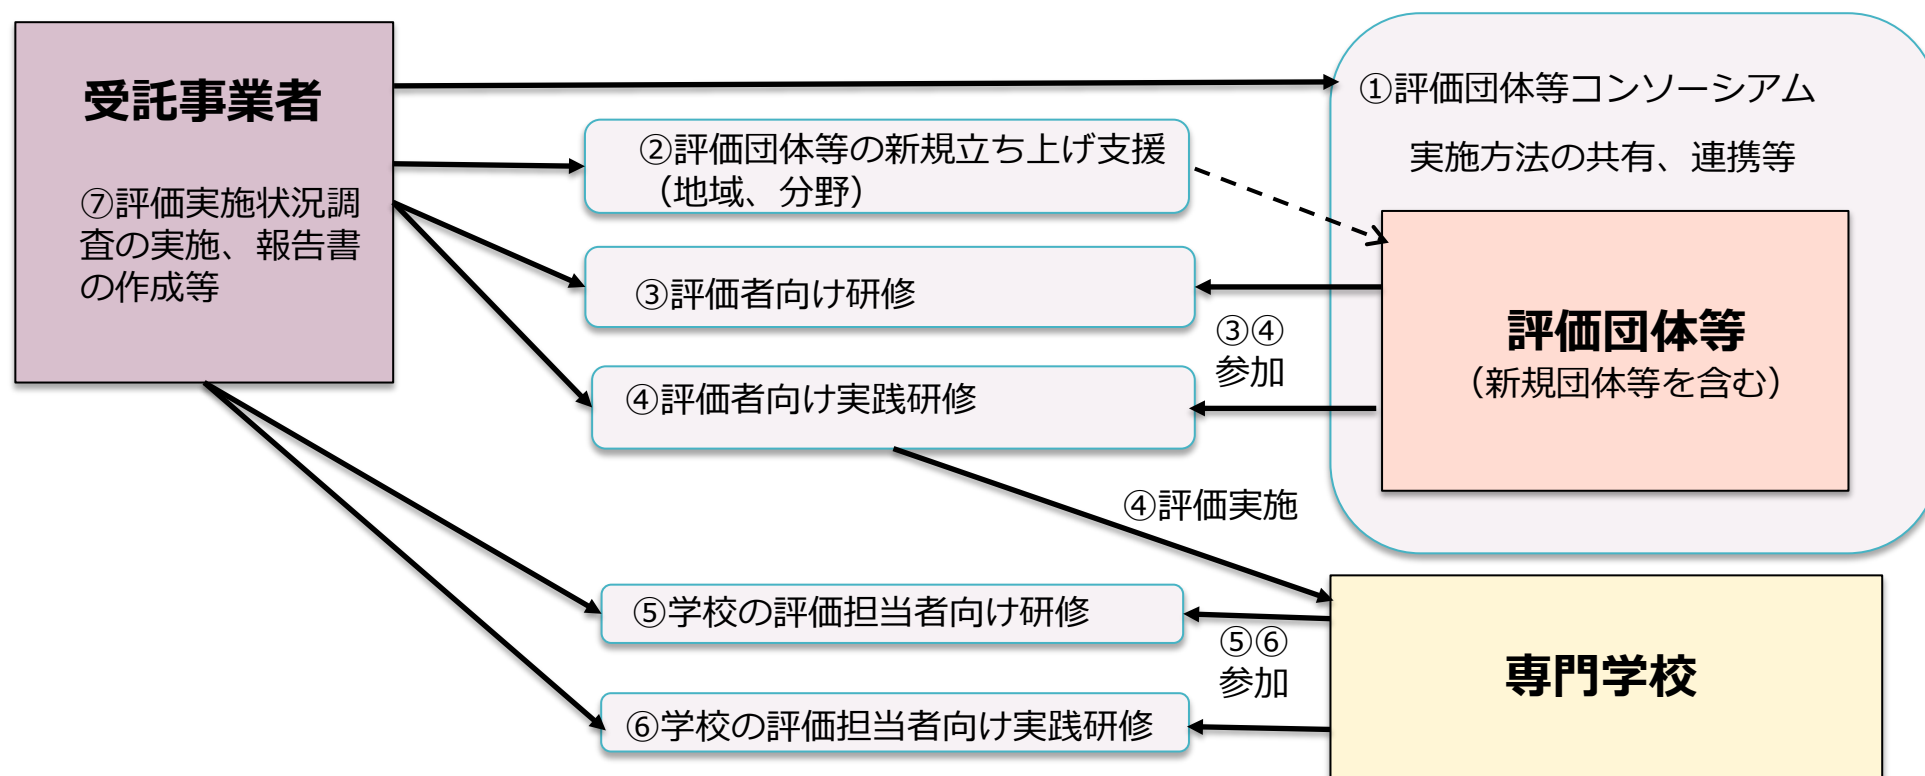 受託事業者
⑦評価実施状況調
査の実施、報告書
の作成等
①評価団体等コンソーシアム
実施方法の共有、連携等
②評価団体等の新規立ち上げ支援
（地域、分野）
③評価者向け研修
③④
参加
④評価者向け実践研修
評価団体等
（新規団体等を含む）
④評価実施
⑤学校の評価担当者向け研修
⑤⑥
参加
⑥学校の評価担当者向け実践研修
専門学校